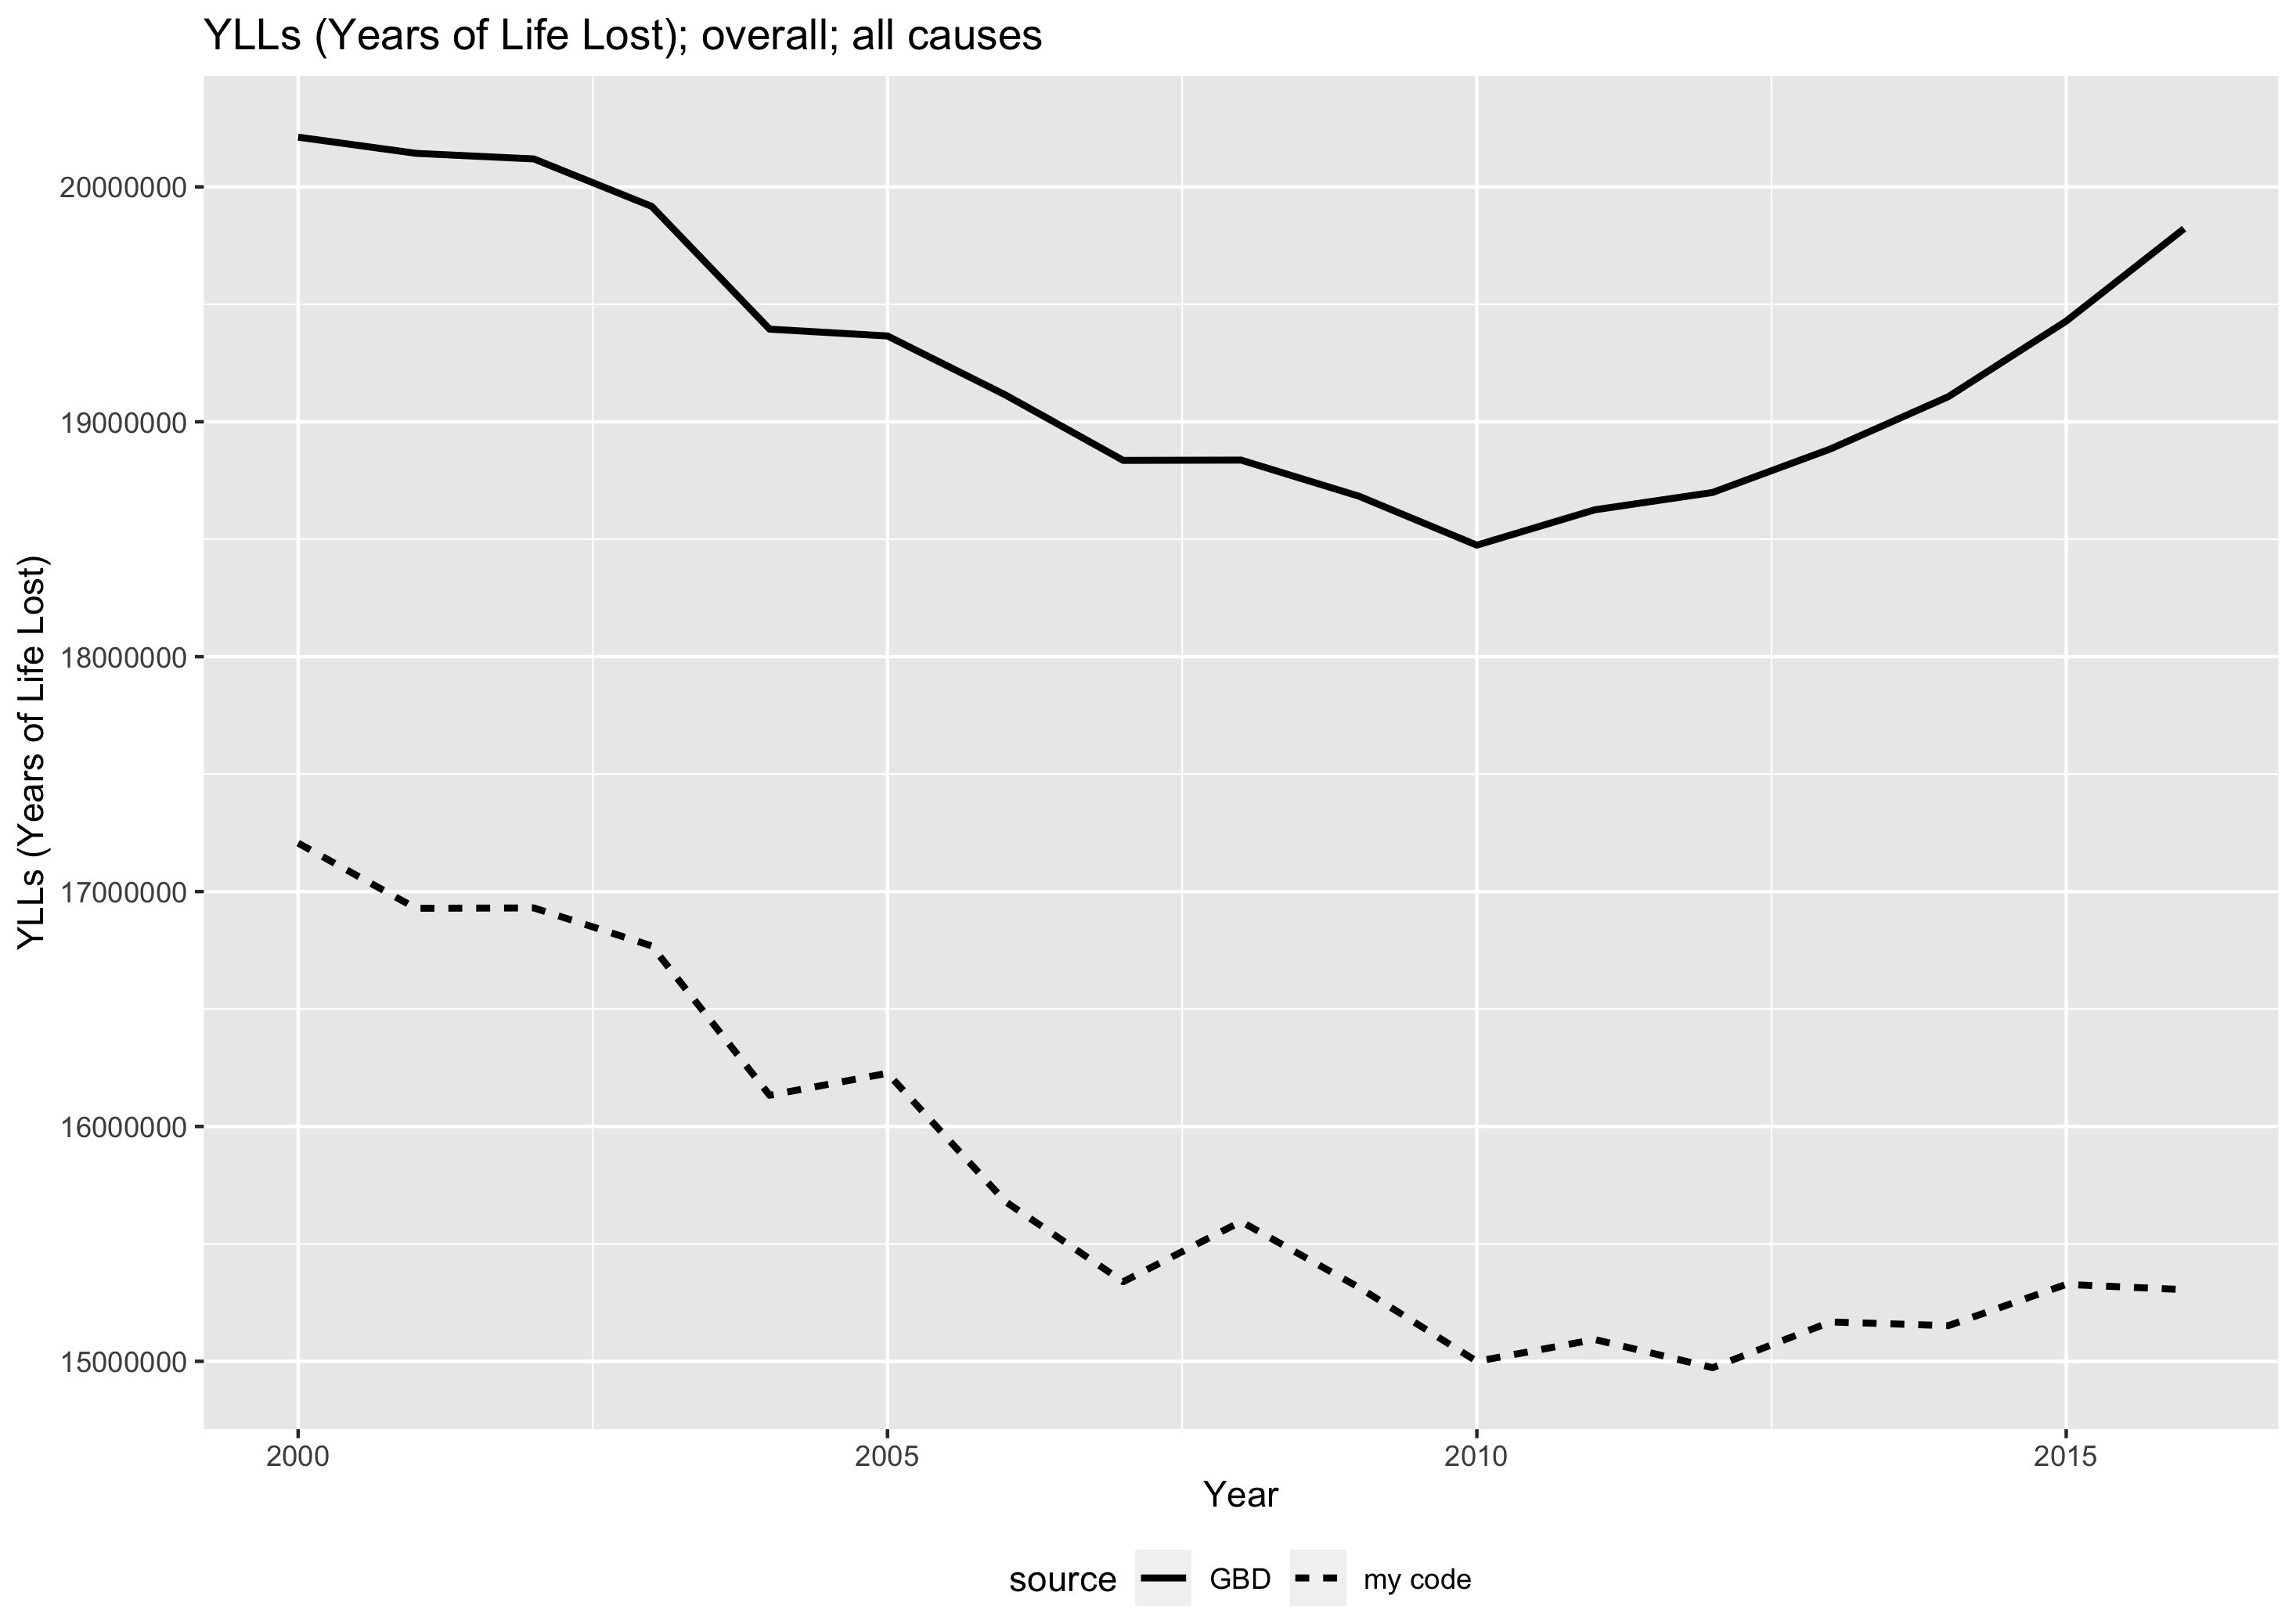 YLLs (Years of Life Lost); overall; all causes
YLLs (Years of Life Lost)
20000000
19000000
18000000
17000000
16000000
15000000
2000 2005 2010 2015
Year
source GBD my code